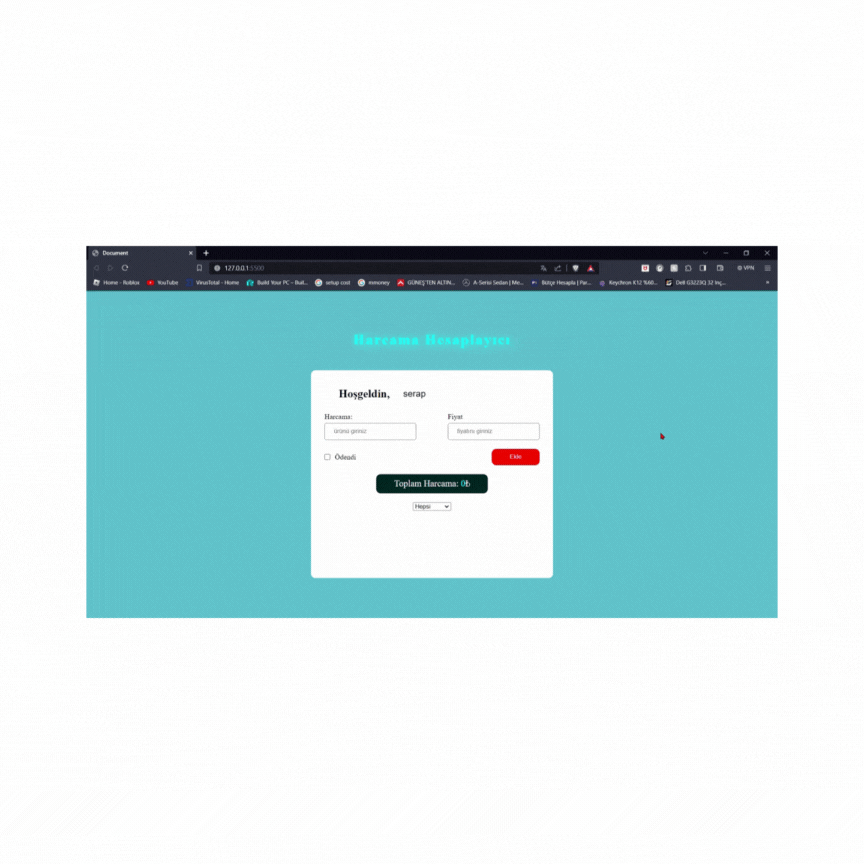 Document
127.0.0.1:5500
VPN
Home - Roblox YouTube VirusTotal - Home Build Your PC – Buil... setup cost mmoney GÜNEŞ'TEN ALTIN... A-Serisi Sedan | Me... Bütçe Hesapla | Par... Keychron K12 %60... Dell G3223Q 32 inç...
Harcama Hesaplayıcı
Hoşgeldin, serap
Harcama: Fiyat
ürünü giriniz fiyatını giriniz
Ödendi Ekle
Toplam Harcama: 0₺
Hepsi